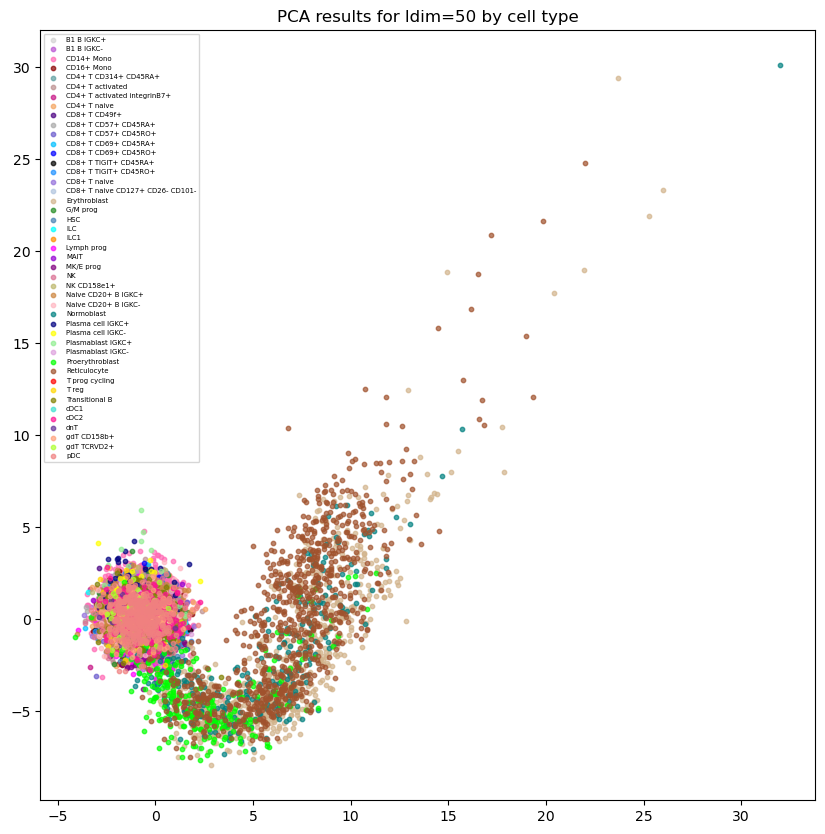 PCA results for ldim=50 by cell type
B1 B IGKC+
B1 B IGKC-
CD14+ Mono
CD16+ Mono
CD4+ T CD314+ CD45RA+
CD4+ T activated
CD4+ T activated integrinB7+
CD4+ T naive
CD8+ T CD49f+
CD8+ T CD57+ CD45RA+
CD8+ T CD57+ CD45RO+
CD8+ T CD69+ CD45RA+
CD8+ T CD69+ CD45RO+
CD8+ T TIGIT+ CD45RA+
CD8+ T TIGIT+ CD45RO+
CD8+ T naive
CD8+ T naive CD127+ CD26- CD101-
Erythroblast
G/M prog
HSC
ILC
ILC1
Lymph prog
MAIT
MK/E prog
NK
NK CD158e1+
Naive CD20+ B IGKC+
Naive CD20+ B IGKC-
Normoblast
Plasma cell IGKC+
Plasma cell IGKC-
Plasmablast IGKC+
Plasmablast IGKC-
Proerythroblast
Reticulocyte
T prog cycling
T reg
Transitional B
cDC1
cDC2
dnT
gdT CD158b+
gdT TCRVD2+
pDC
30
25
20
15
10
5
0
−5
−5
0
5
10
15
20
25
30